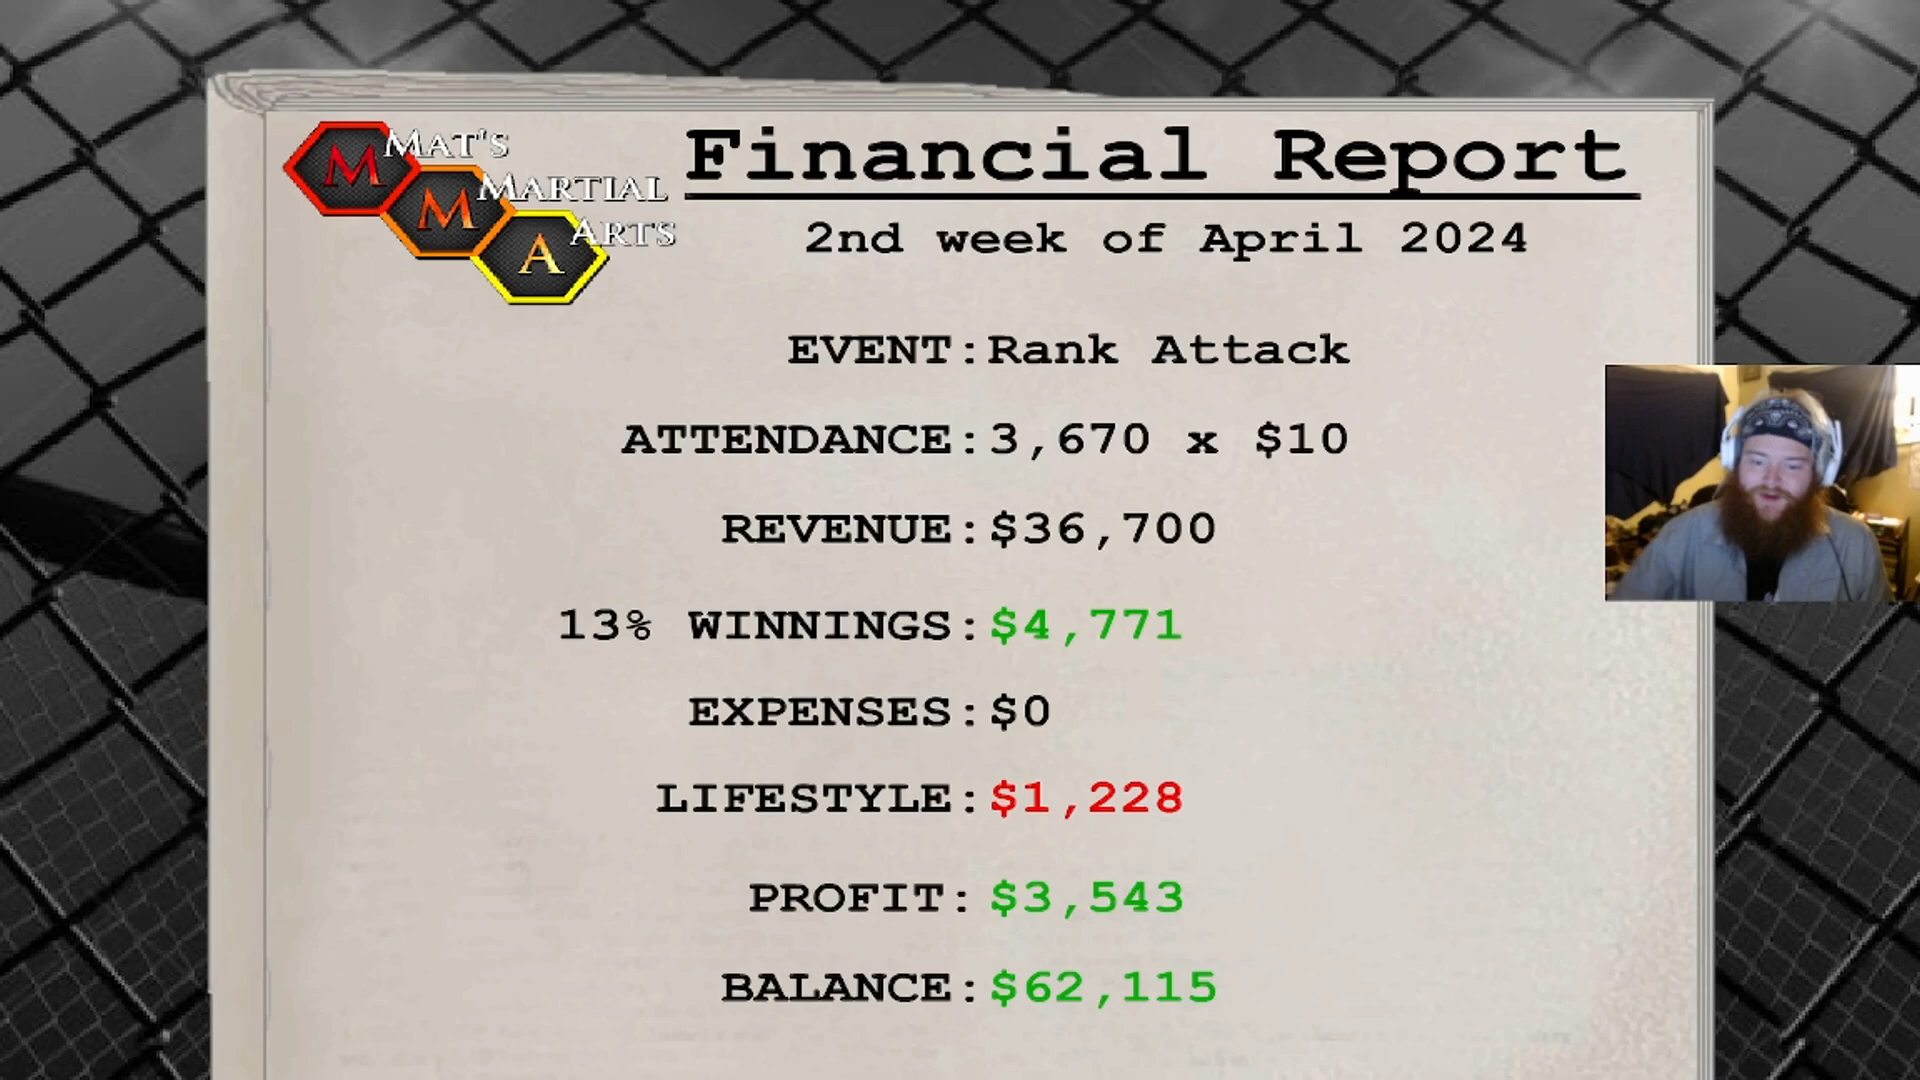 M MAT'S
M MARTIAL
A ARTS
Financial Report
2nd week of April 2024
EVENT: Rank Attack
ATTENDANCE: 3,670 x $10
REVENUE: $36,700
13% WINNINGS: $4,771
EXPENSES: $0
LIFESTYLE: $1,228
PROFIT: $3,543
BALANCE: $62,115